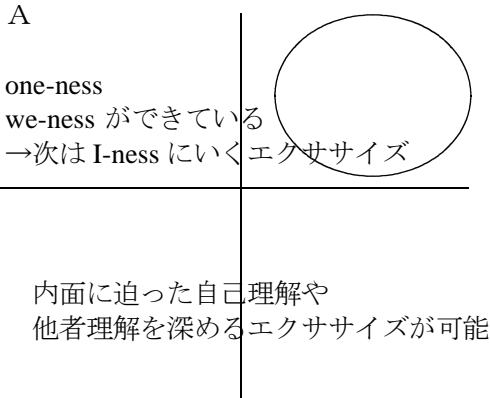 A
one-ness
we-ness ができている
→次は I-ness にいくエクササイズ
内面に迫った自己理解や
他者理解を深めるエクササイズが可能